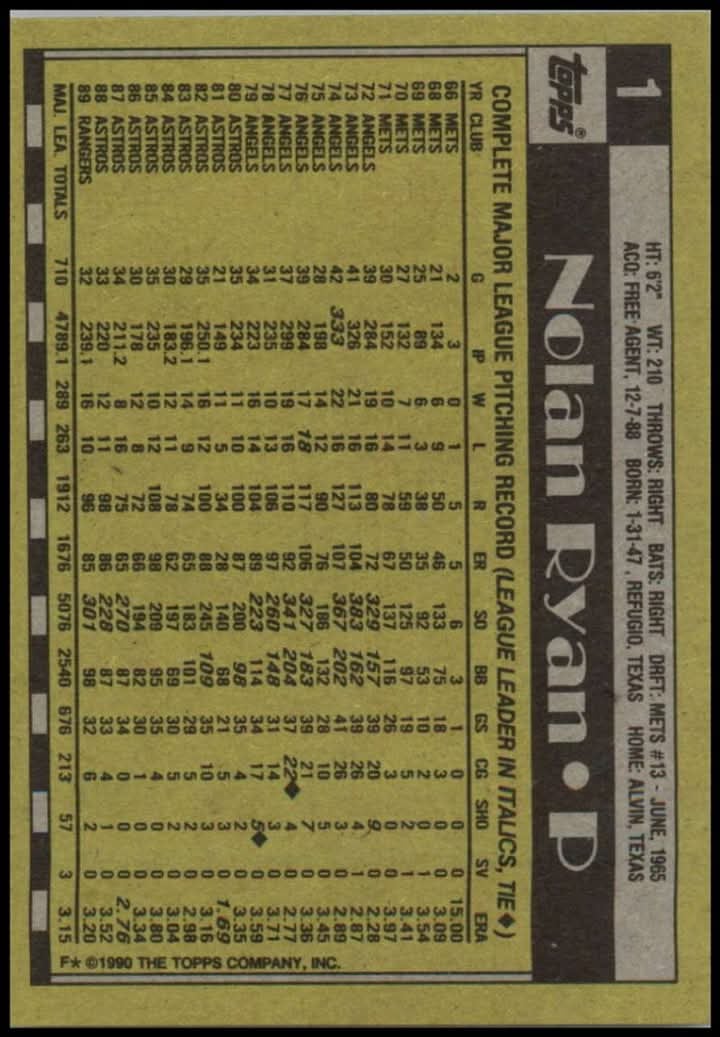 1
topps®
HT: 6'2" WT: 210 THROWS: RIGHT BATS: RIGHT DRFT: METS #13 - JUNE, 1965
ACQ: FREE AGENT, 12-7-88 BORN: 1-31-47, REFUGIO, TEXAS HOME: ALVIN, TEXAS
Nolan Ryan • P
COMPLETE MAJOR LEAGUE PITCHING RECORD (LEAGUE LEADER IN ITALICS, TIE♦)
YR CLUB G IP W L R ER SO BB GS CG SHO SV ERA
66 METS 2 3 0 1 5 5 6 3 1 0 0 0 15.00
68 METS 21 134 6 9 50 46 133 75 18 3 0 0 3.09
69 METS 25 89 6 3 38 35 92 53 10 2 0 1 3.54
70 METS 27 132 7 11 59 50 125 97 19 5 2 1 3.41
71 METS 30 152 10 14 78 67 137 116 26 3 0 0 3.97
72 ANGELS 39 284 19 16 80 72 329 157 39 20 9 0 2.28
73 ANGELS 41 326 21 16 113 104 383 162 39 26 4 1 2.87
74 ANGELS 42 333 22 16 127 107 367 202 41 26 3 0 2.89
75 ANGELS 28 198 14 12 90 76 186 132 28 10 5 0 3.45
76 ANGELS 39 284 17 18 117 106 327 183 39 21 7 0 3.36
77 ANGELS 37 299 19 16 110 92 341 204 37 22♦ 4 0 2.77
78 ANGELS 31 235 10 13 106 97 260 148 31 14 3 0 3.71
79 ANGELS 34 223 16 14 104 89 223 114 34 17 5♦ 0 3.59
80 ASTROS 35 234 11 10 100 87 200 98 35 4 2 0 3.35
81 ASTROS 21 149 11 5 34 28 140 68 21 5 3 0 1.69
82 ASTROS 35 250.1 16 12 100 88 245 109 35 10 3 0 3.16
83 ASTROS 29 196.1 14 9 74 65 183 101 29 5 2 0 2.98
84 ASTROS 30 183.2 12 11 78 62 197 69 30 5 2 0 3.04
85 ASTROS 35 235 10 12 108 98 209 95 35 4 0 0 3.80
86 ASTROS 30 178 12 8 72 66 194 82 30 1 0 0 3.34
87 ASTROS 34 211.2 8 16 75 65 270 87 34 0 0 0 2.76
88 ASTROS 33 220 12 11 98 86 228 87 33 4 1 0 3.52
89 RANGERS 32 239.1 16 10 96 85 301 98 32 6 2 0 3.20
MAJ. LEA. TOTALS 710 4789.1 289 263 1912 1676 5076 2540 676 213 57 3 3.15
F* ©1990 THE TOPPS COMPANY, INC.